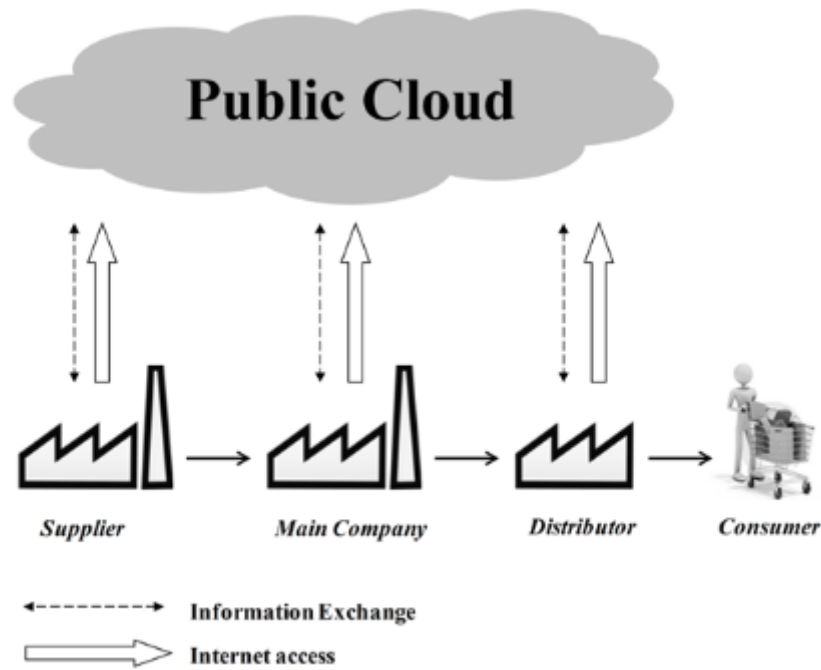 Public Cloud
Supplier
Main Company
Distributor
Consumer
Information Exchange
Internet access